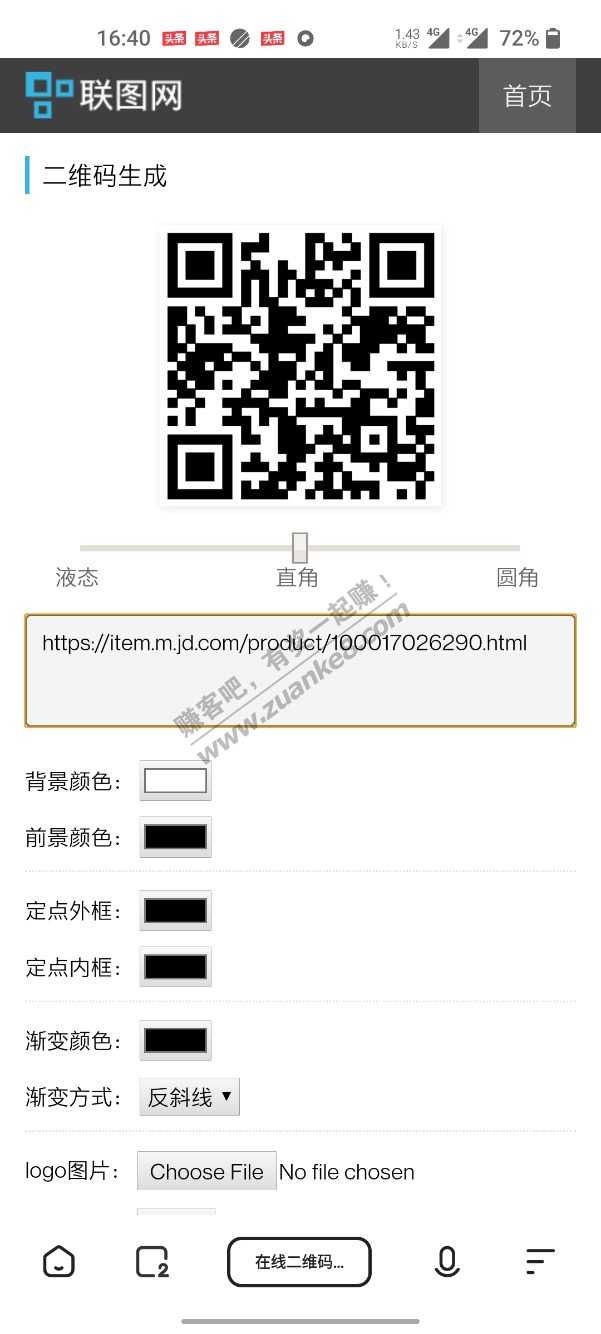 16:40 头条 头条 头条 1.43 KB/S 4G 4G 72%
联图网 首页
二维码生成
液态 直角 圆角
https://item.m.jd.com/product/100017026290.html
赚客吧，有奖一起赚！
www.zuanke8.com
背景颜色：
前景颜色：
定点外框：
定点内框：
渐变颜色：
渐变方式： 反斜线 ▼
logo图片： Choose File No file chosen
2 在线二维码...